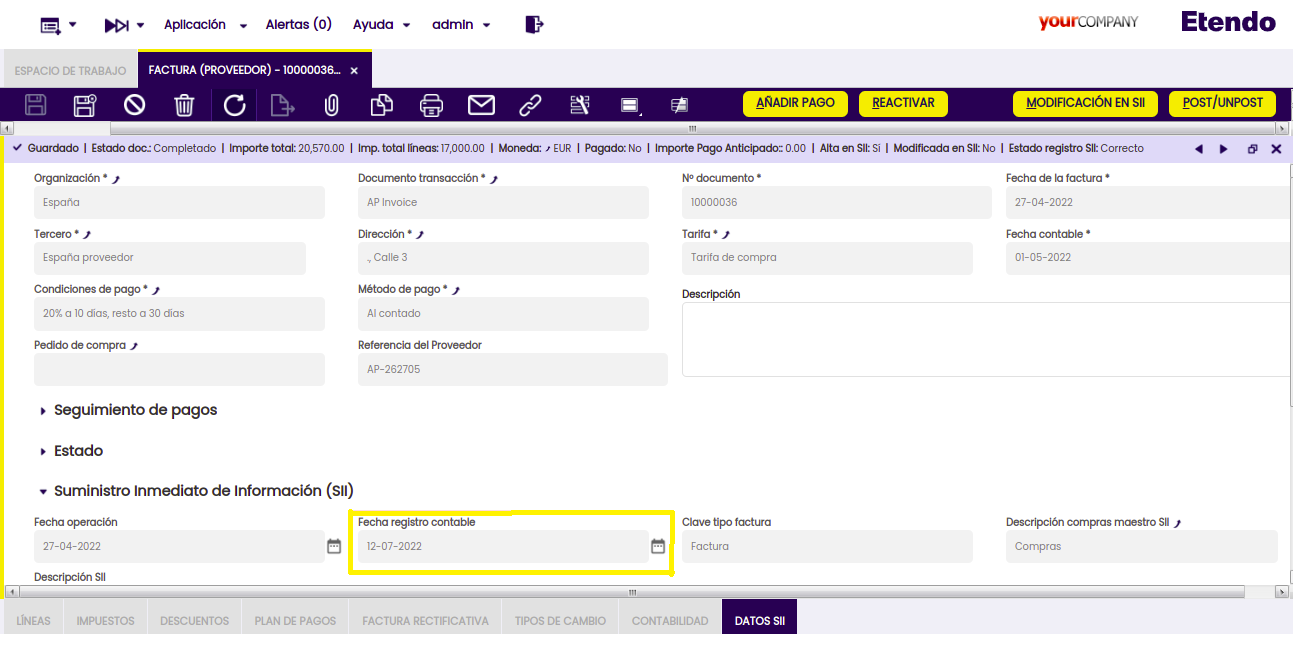 Aplicación Alertas (0) Ayuda admin yourCOMPANY Etendo
ESPACIO DE TRABAJO FACTURA (PROVEEDOR) - 10000036... ×
AÑADIR PAGO REACTIVAR MODIFICACIÓN EN SII POST/UNPOST
Guardado | Estado doc.: Completado | Importe total: 20,570.00 | Imp. total líneas: 17,000.00 | Moneda: EUR | Pagado: No | Importe Pago Anticipado:: 0.00 | Alta en SII: Sí | Modificada en SII: No | Estado registro SII: Correcto
Organización * Documento transacción * Nº documento * Fecha de la factura *
España AP Invoice 10000036 27-04-2022
Tercero * Dirección * Tarifa * Fecha contable *
España proveedor ., Calle 3 Tarifa de compra 01-05-2022
Condiciones de pago * Método de pago * Descripción
20% a 10 días, resto a 30 días Al contado
Pedido de compra Referencia del Proveedor
AP-262705
Seguimiento de pagos
Estado
Suministro Inmediato de Información (SII)
Fecha operación Fecha registro contable Clave tipo factura Descripción compras maestro SII
27-04-2022 12-07-2022 Factura Compras
Descripción SII
LÍNEAS IMPUESTOS DESCUENTOS PLAN DE PAGOS FACTURA RECTIFICATIVA TIPOS DE CAMBIO CONTABILIDAD DATOS SII